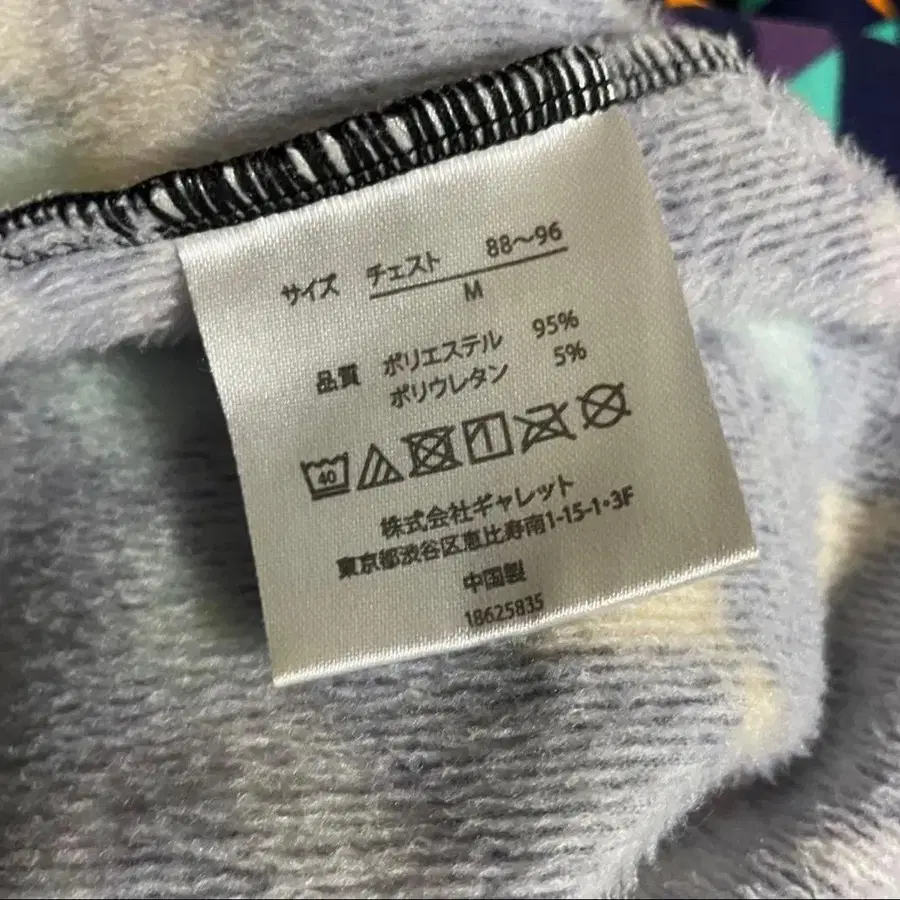 サイズ チェスト 88～96
M
品質 ポリエステル 95%
ポリウレタン 5%
40
株式会社ギャレット
東京都渋谷区恵比寿南1-15-1・3F
中国製
18625835